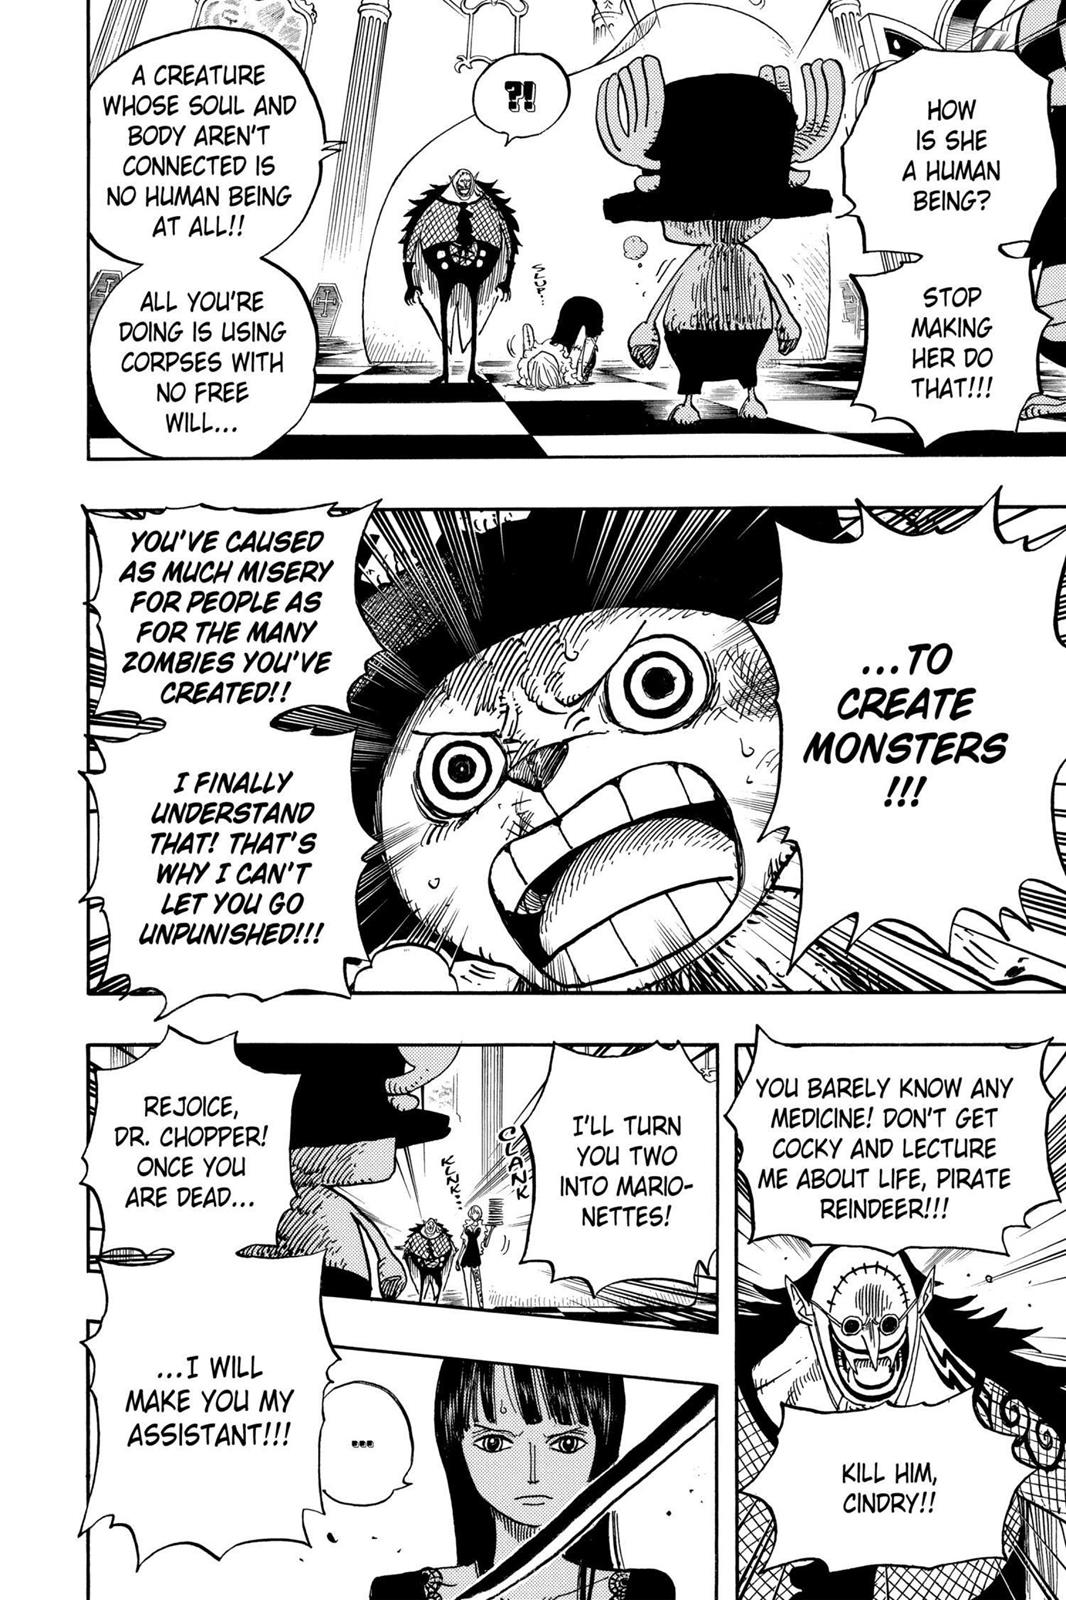 HOW
IS SHE
A HUMAN
BEING?
STOP
MAKING
HER DO
THAT!!!
?!
SLUP...
A CREATURE
WHOSE SOUL AND
BODY AREN'T
CONNECTED IS
NO HUMAN BEING
AT ALL!!
ALL YOU'RE
DOING IS USING
CORPSES WITH
NO FREE
WILL...
...TO
CREATE
MONSTERS
!!!
YOU'VE CAUSED
AS MUCH MISERY
FOR PEOPLE AS
FOR THE MANY
ZOMBIES YOU'VE
CREATED!!
I FINALLY
UNDERSTAND
THAT! THAT'S
WHY I CAN'T
LET YOU GO
UNPUNISHED!!!
YOU BARELY KNOW ANY
MEDICINE! DON'T GET
COCKY AND LECTURE
ME ABOUT LIFE, PIRATE
REINDEER!!!
KILL HIM,
CINDRY!!
I'LL TURN
YOU TWO
INTO MARIO-
NETTES!
CLANK
KLNK...
REJOICE,
DR. CHOPPER!
ONCE YOU
ARE DEAD...
...I WILL
MAKE YOU MY
ASSISTANT!!!
...